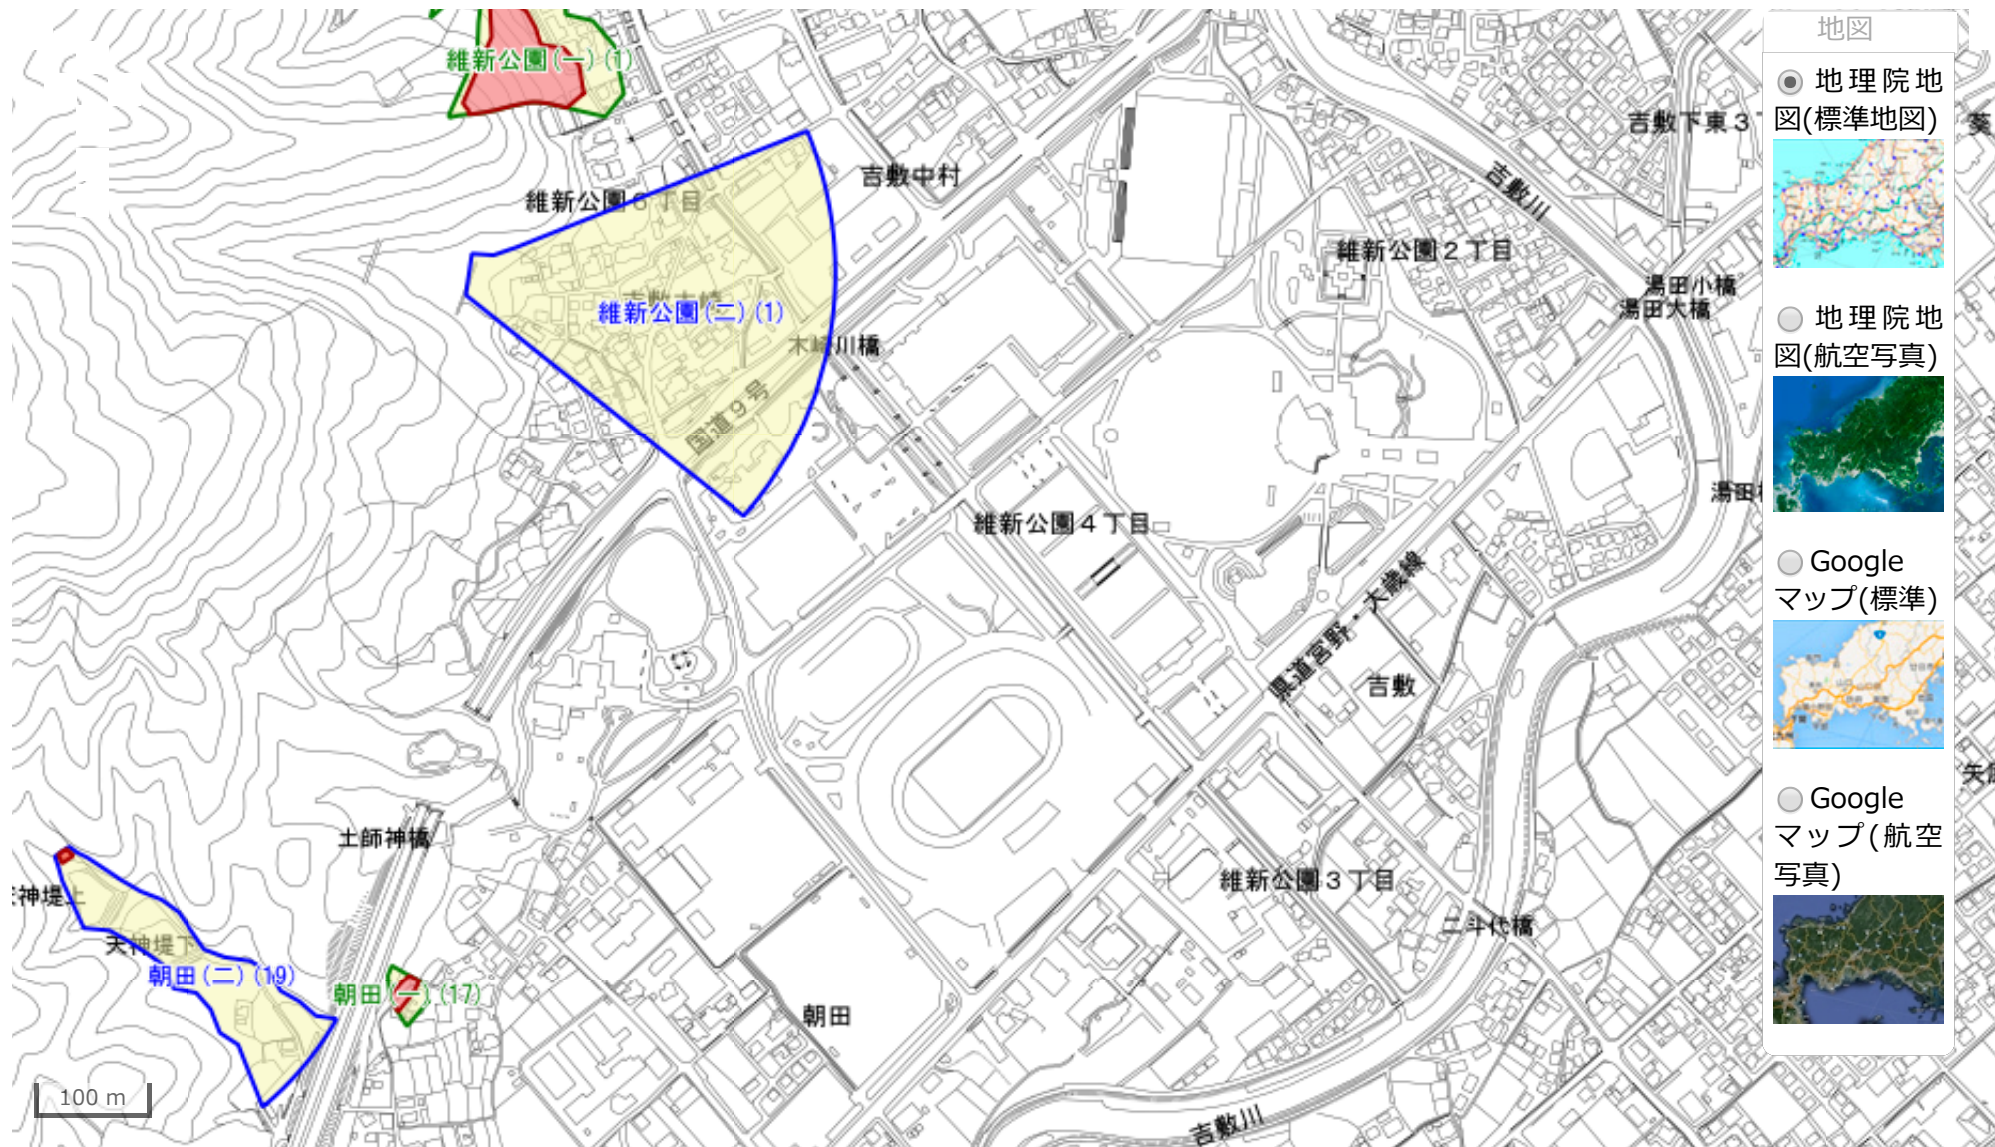 維新公園(一)(1)
吉敷中村
維新公園6丁目
維新公園(二)(1)
木崎川橋
国道9号
吉敷川
吉敷下東3丁
葵
維新公園2丁目
湯田小橋
湯田大橋
湯田
維新公園4丁目
県道宮野・大歳線
吉敷
土師神橋
維新公園3丁目
二斗代橋
神堤上
天神堤下
朝田(二)(19)
朝田(一)(17)
朝田
吉敷川
矢原
100 m
地図
地理院地
図(標準地図)
地理院地
図(航空写真)
Google
マップ(標準)
Google
マップ(航空
写真)